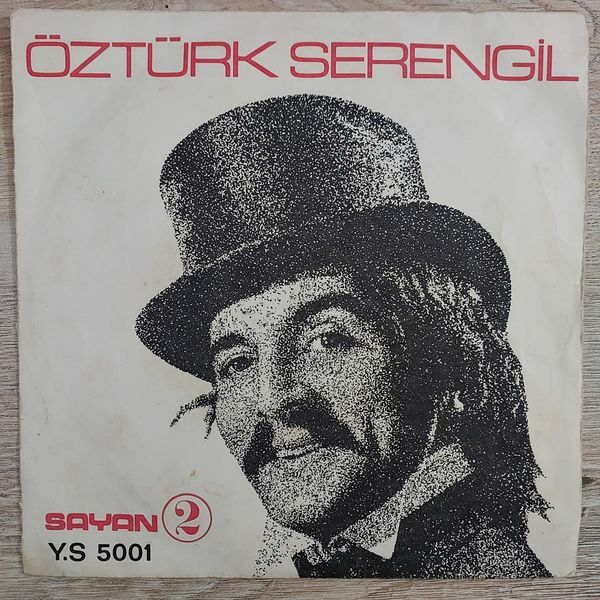 ÖZTÜRK SERENGİL
SAYAN 2
Y.S 5001